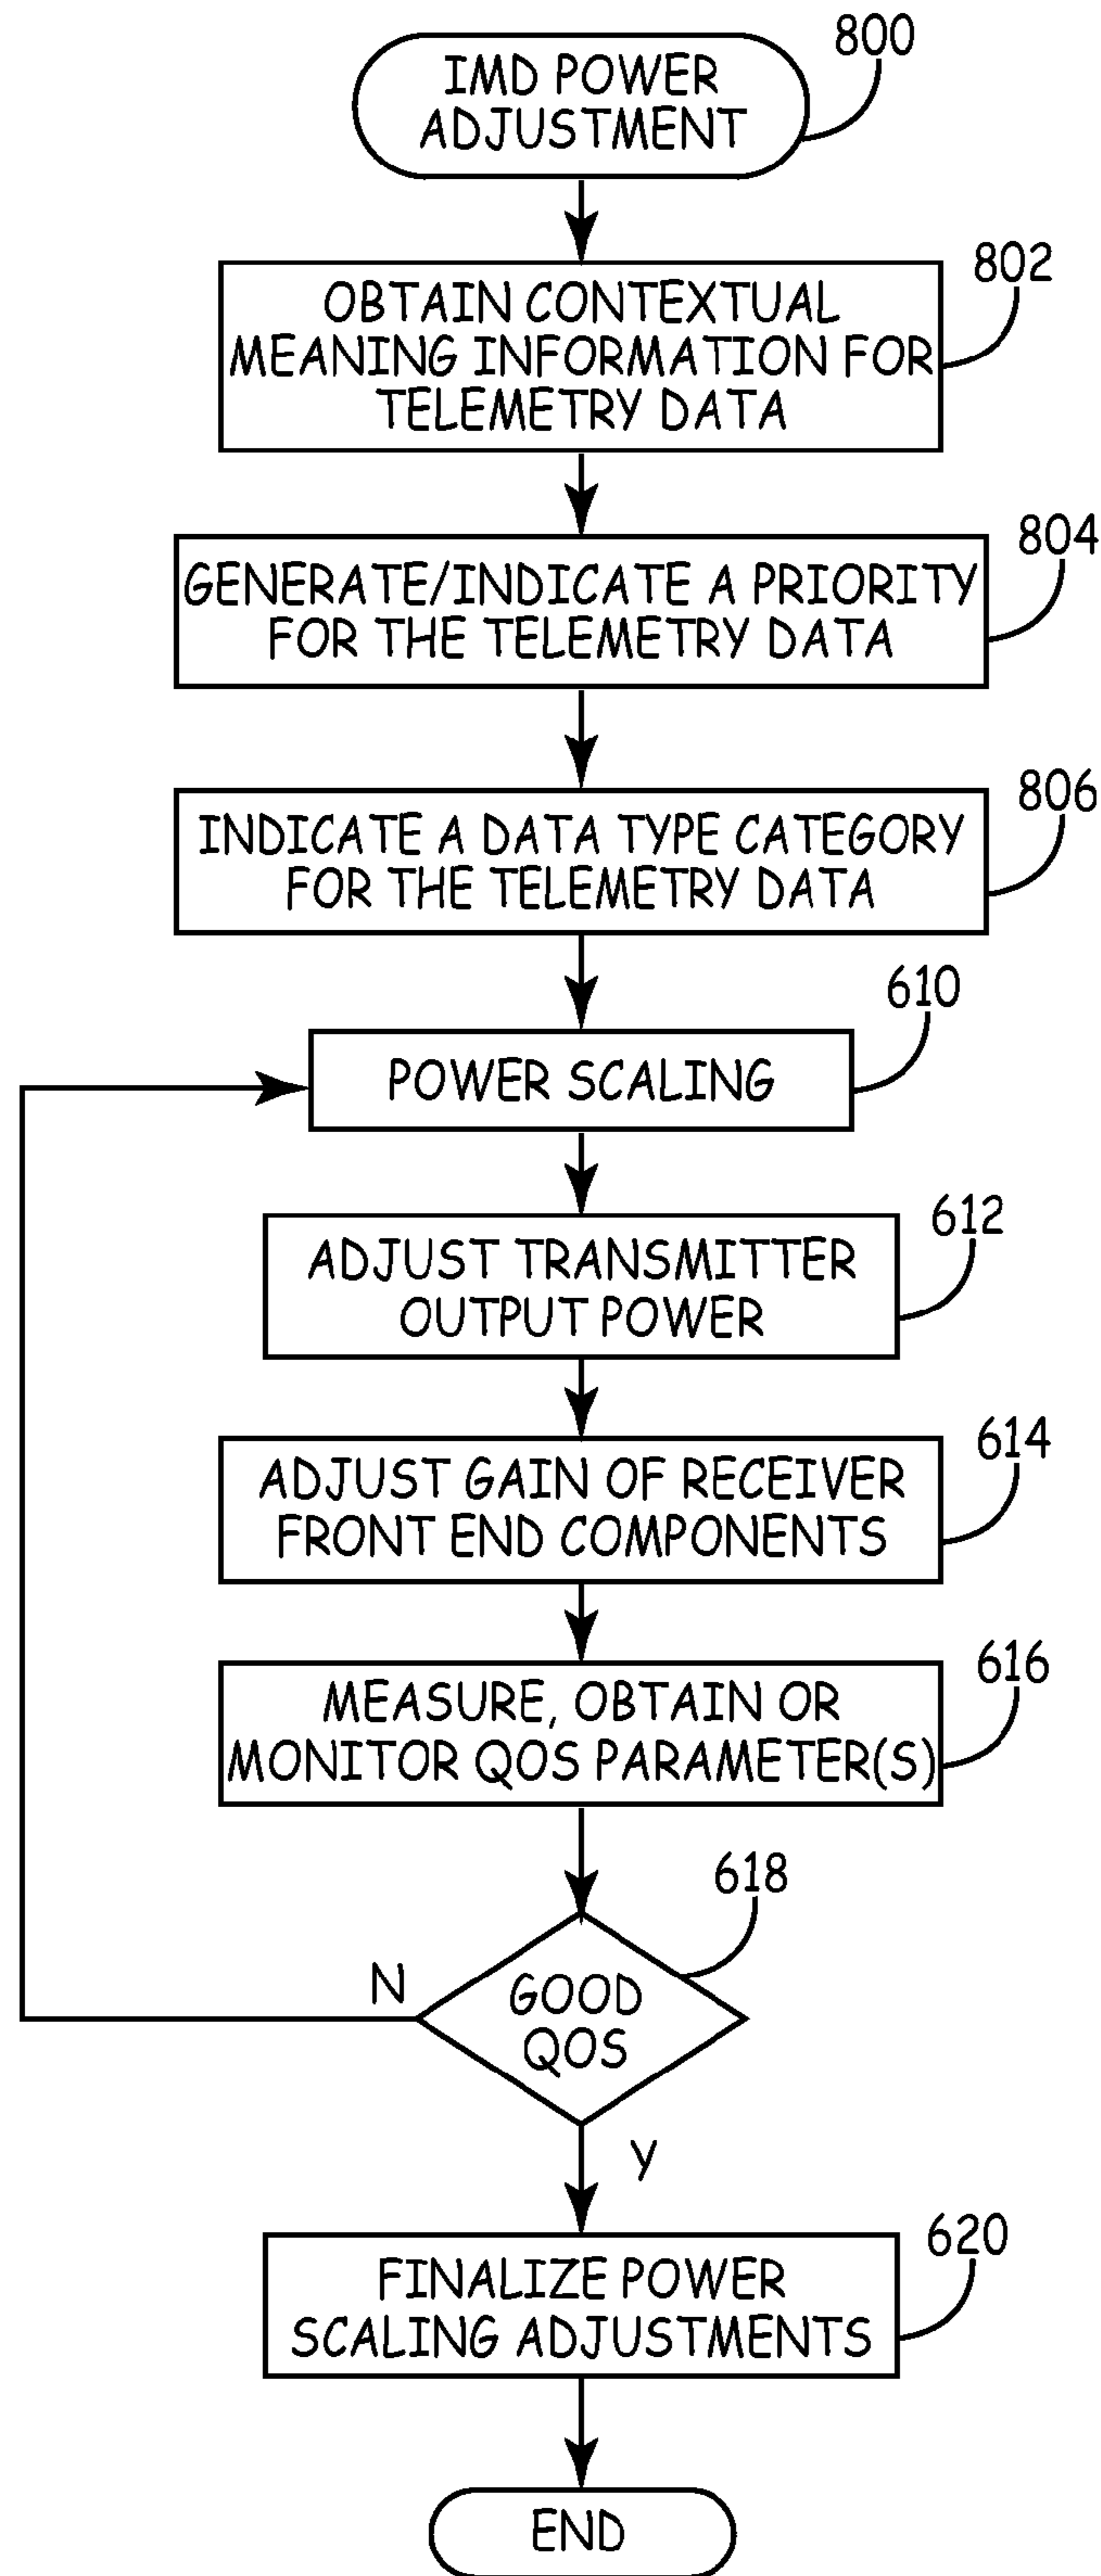 800
IMD POWER
ADJUSTMENT
802
OBTAIN CONTEXTUAL
MEANING INFORMATION FOR
TELEMETRY DATA
804
GENERATE/INDICATE A PRIORITY
FOR THE TELEMETRY DATA
806
INDICATE A DATA TYPE CATEGORY
FOR THE TELEMETRY DATA
610
POWER SCALING
612
ADJUST TRANSMITTER
OUTPUT POWER
614
ADJUST GAIN OF RECEIVER
FRONT END COMPONENTS
616
MEASURE, OBTAIN OR
MONITOR QOS PARAMETER(S)
618
N
GOOD
QOS
Y
620
FINALIZE POWER
SCALING ADJUSTMENTS
END